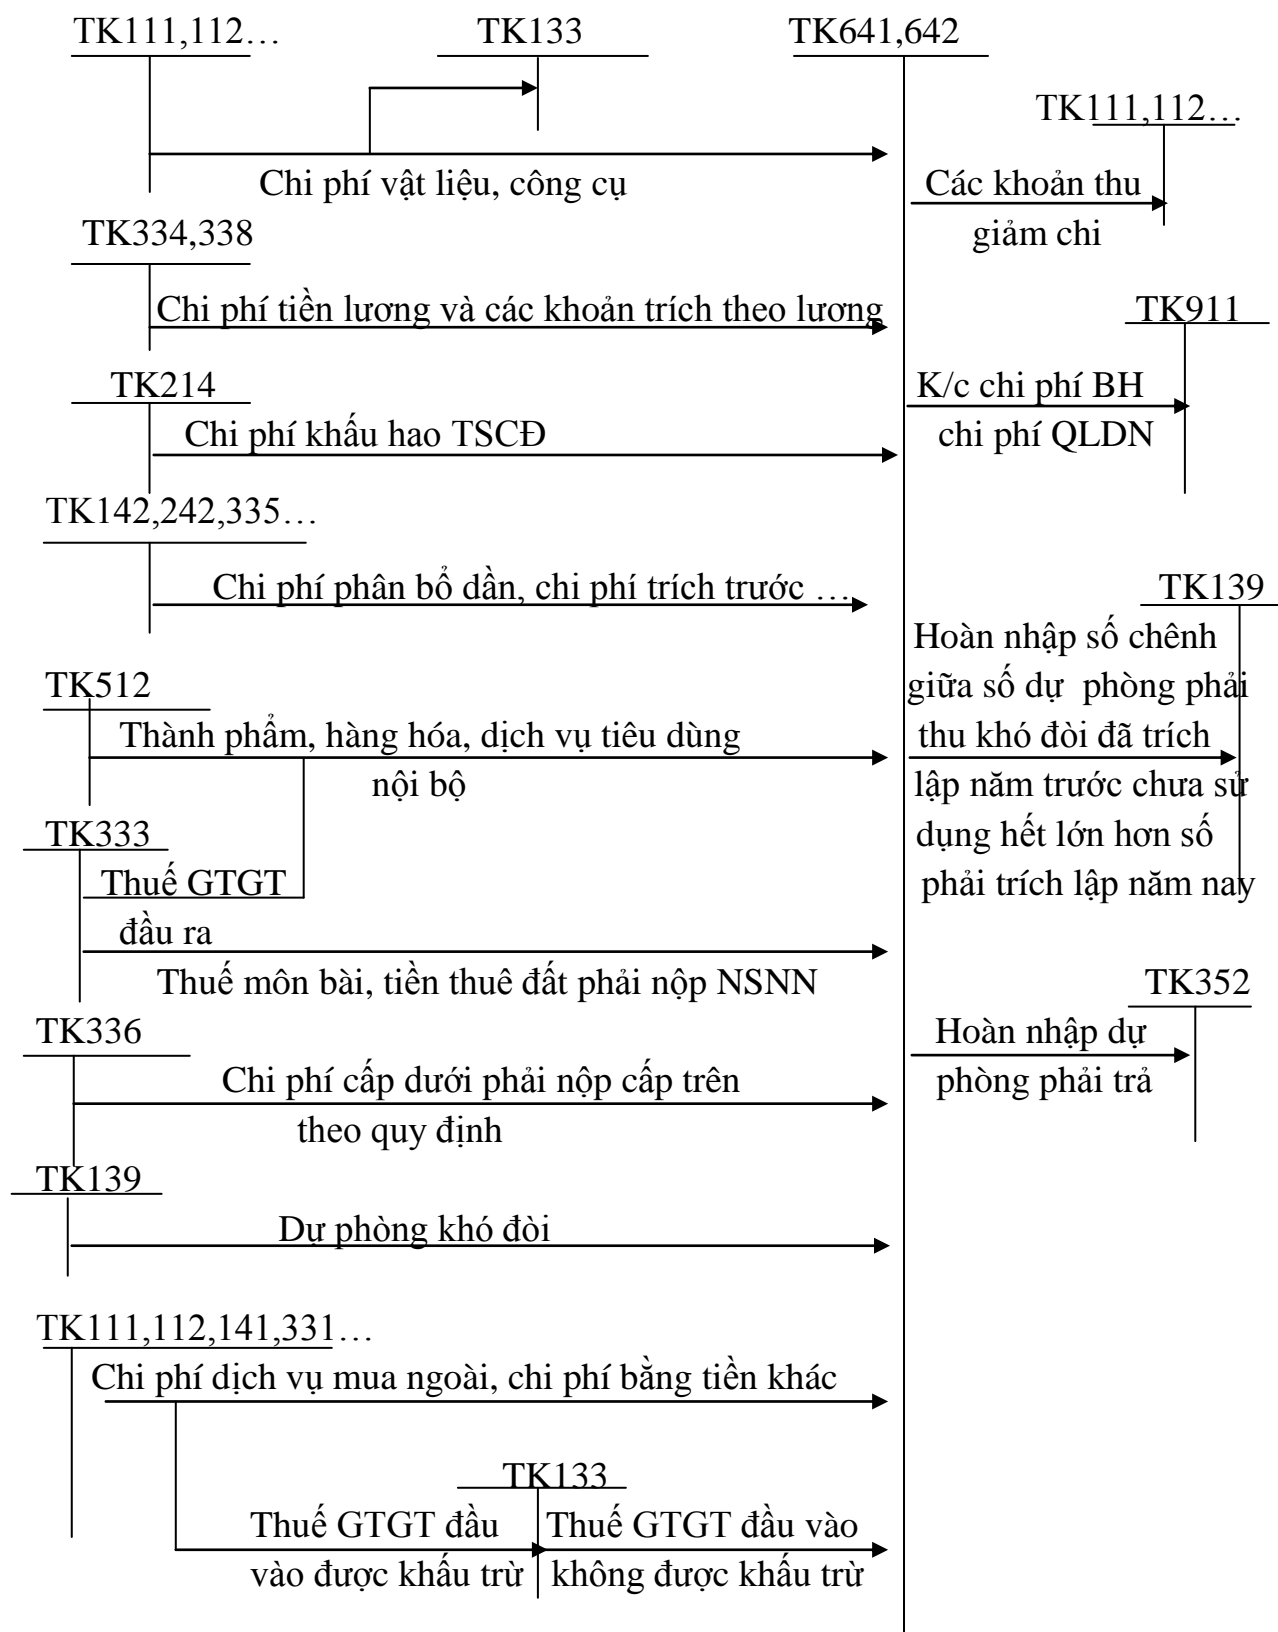 TK111,112…
TK133
TK641,642
TK111,112…
Chi phí vật liệu, công cụ
Các khoản thu
giảm chi
TK334,338
Chi phí tiền lương và các khoản trích theo lương
TK911
TK214
K/c chi phí BH
Chi phí khấu hao TSCĐ
chi phí QLDN
TK142,242,335…
Chi phí phân bổ dần, chi phí trích trước …
TK139
Hoàn nhập số chênh
giữa số dự phòng phải
thu khó đòi đã trích
lập năm trước chưa sử
dụng hết lớn hơn số
phải trích lập năm nay
TK512
Thành phẩm, hàng hóa, dịch vụ tiêu dùng
nội bộ
TK333
Thuế GTGT
đầu ra
Thuế môn bài, tiền thuê đất phải nộp NSNN
TK352
TK336
Hoàn nhập dự
phòng phải trả
Chi phí cấp dưới phải nộp cấp trên
theo quy định
TK139
Dự phòng khó đòi
TK111,112,141,331…
Chi phí dịch vụ mua ngoài, chi phí bằng tiền khác
TK133
Thuế GTGT đầu
vào được khấu trừ
Thuế GTGT đầu vào
không được khấu trừ